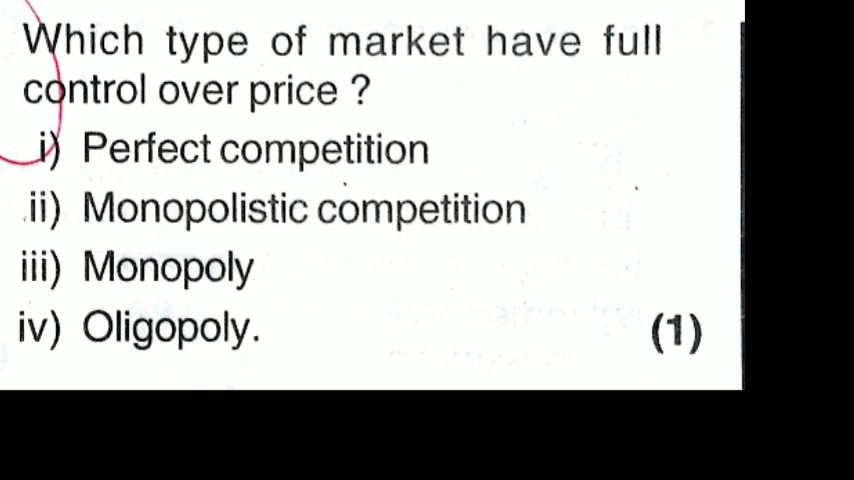 Which type of market have full
control over price ?
i) Perfect competition
ii) Monopolistic competition
iii) Monopoly
iv) Oligopoly. (1)